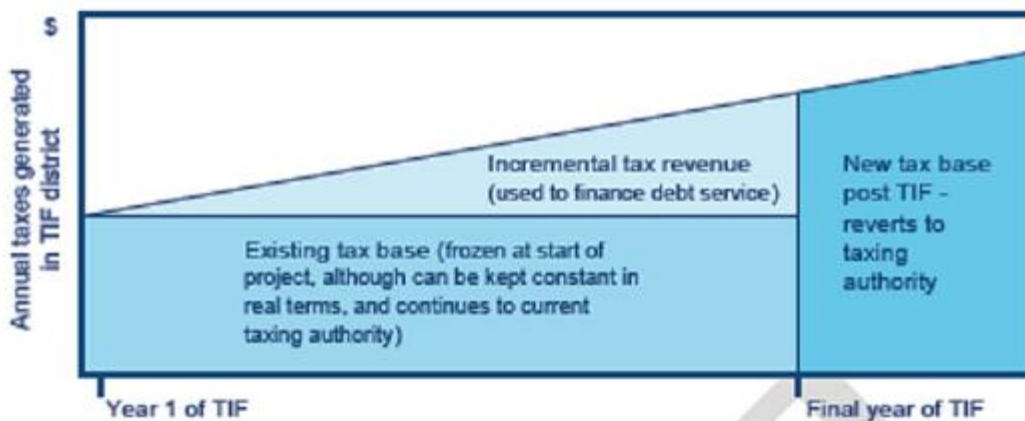 $
Annual taxes generated
in TIF district
Incremental tax revenue
(used to finance debt service)
New tax base
post TIF -
reverts to
taxing
authority
Existing tax base (frozen at start of
project, although can be kept constant in
real terms, and continues to current
taxing authority)
Year 1 of TIF
Final year of TIF